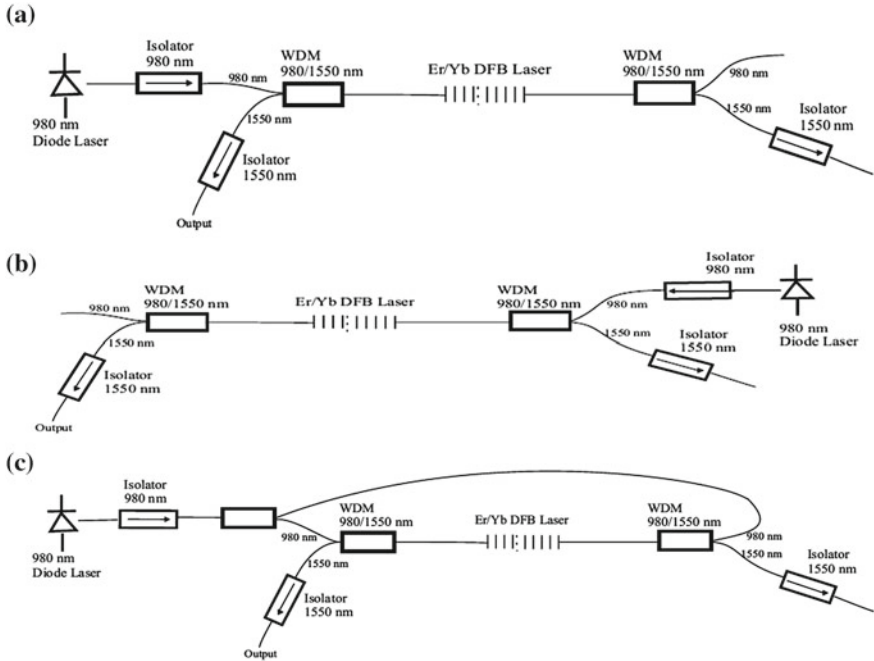 (a)
Isolator
980 nm
980 nm
Diode Laser
980 nm
1550 nm
WDM
980/1550 nm
Isolator
1550 nm
Output
Er/Yb DFB Laser
WDM
980/1550 nm
980 nm
1550 nm
Isolator
1550 nm
(b)
980 nm
1550 nm
WDM
980/1550 nm
Isolator
1550 nm
Output
Er/Yb DFB Laser
WDM
980/1550 nm
980 nm
1550 nm
Isolator
980 nm
980 nm
Diode Laser
Isolator
1550 nm
(c)
Isolator
980 nm
980 nm
Diode Laser
980 nm
1550 nm
WDM
980/1550 nm
Isolator
1550 nm
Output
Er/Yb DFB Laser
WDM
980/1550 nm
980 nm
1550 nm
Isolator
1550 nm